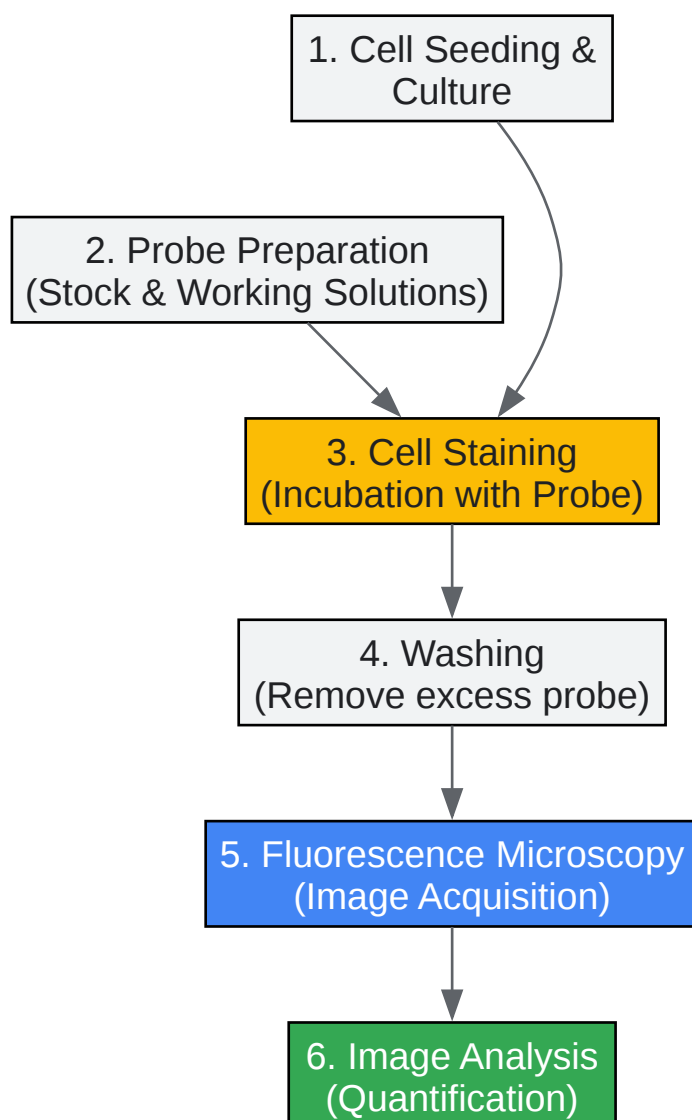 1. Cell Seeding &
Culture
2. Probe Preparation
(Stock & Working Solutions)
3. Cell Staining
(Incubation with Probe)
4. Washing
(Remove excess probe)
5. Fluorescence Microscopy
(Image Acquisition)
6. Image Analysis
(Quantification)